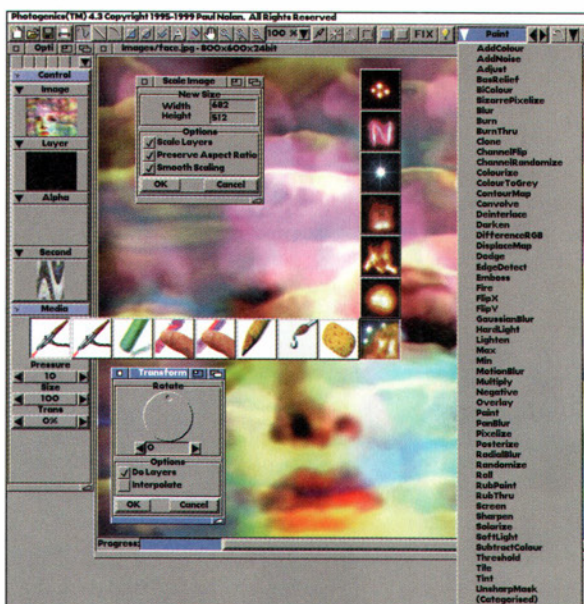 Photogenics(TM) 4.3 Copyright 1995-1999 Paul Nolan. All Rights Reserved
100 %
FIX
Paint
Opti
Images/face.jpg - 800x600x24bit
Control
Image
Layer
Alpha
Second
Media
Pressure
10
Size
100
Trans
0%
Scale Image
New Size
Width 682
Height 512
Options
Scale Layers
Preserve Aspect Ratio
Smooth Scaling
OK Cancel
N
Transform
Rotate
0
Options
Do Layers
Interpolate
OK Cancel
Progress:
AddColour
AddNoise
Adjust
BasRelief
BiColour
BizarrePixelize
Blur
Burn
BurnThru
Clone
ChannelFlip
ChannelRandomize
Colourize
ColourToGrey
ContourMap
Convolve
Deinterlace
Darken
DifferenceRGB
DisplaceMap
Dodge
EdgeDetect
Emboss
Fire
FlipX
FlipY
GaussianBlur
HardLight
Lighten
Max
Min
MotionBlur
Multiply
Negative
Overlay
Paint
PanBlur
Pixelize
Posterize
RadialBlur
Randomize
Roll
RubPaint
RubThru
Screen
Sharpen
Solarize
SoftLight
SubtractColour
Threshold
Tile
Tint
UnsharpMask
(Categorised)